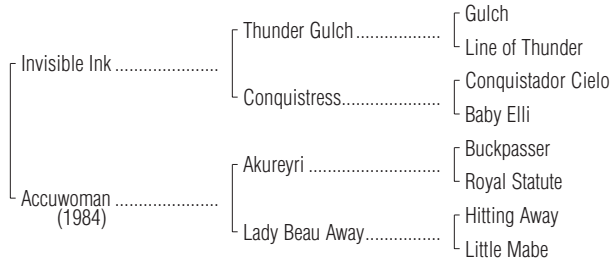 Gulch
Thunder Gulch....................
Line of Thunder
Invisible Ink ........................
Conquistador Cielo
Conquistress.......................
Baby Elli
Buckpasser
Akureyri ..............................
Royal Statute
Accuwoman ........................
(1984)
Hitting Away
Lady Beau Away..................
Little Mabe